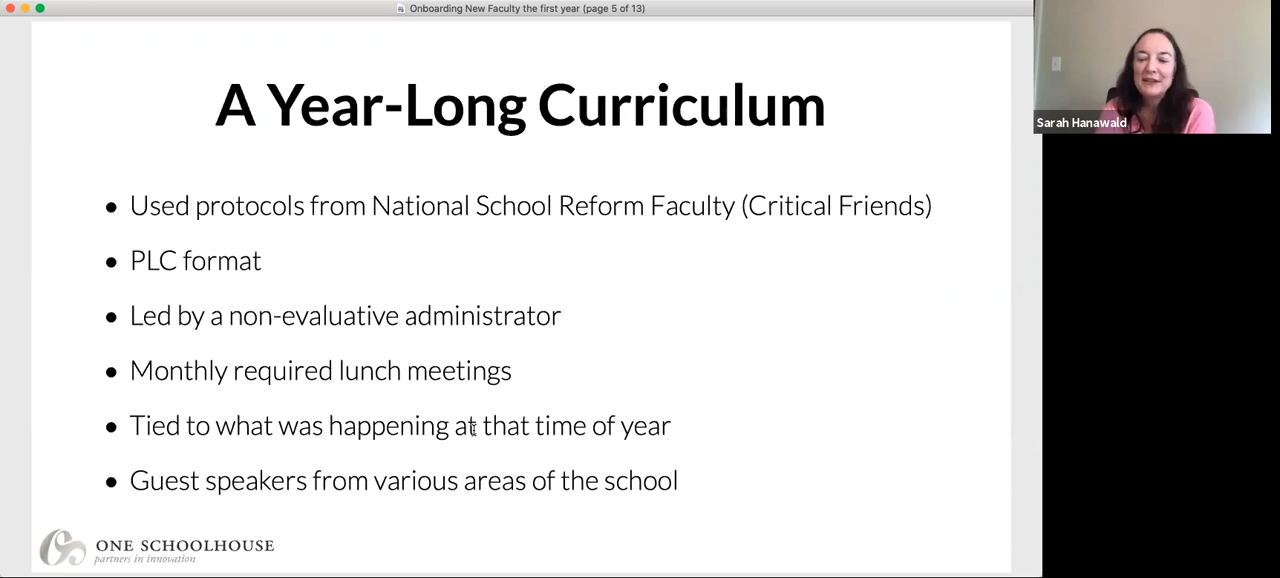 Onboarding New Faculty the first year (page 5 of 13)
A Year-Long Curriculum
• Used protocols from National School Reform Faculty (Critical Friends)
• PLC format
• Led by a non-evaluative administrator
• Monthly required lunch meetings
• Tied to what was happening at that time of year
• Guest speakers from various areas of the school
ONE SCHOOLHOUSE
partners in innovation
Sarah Hanawald